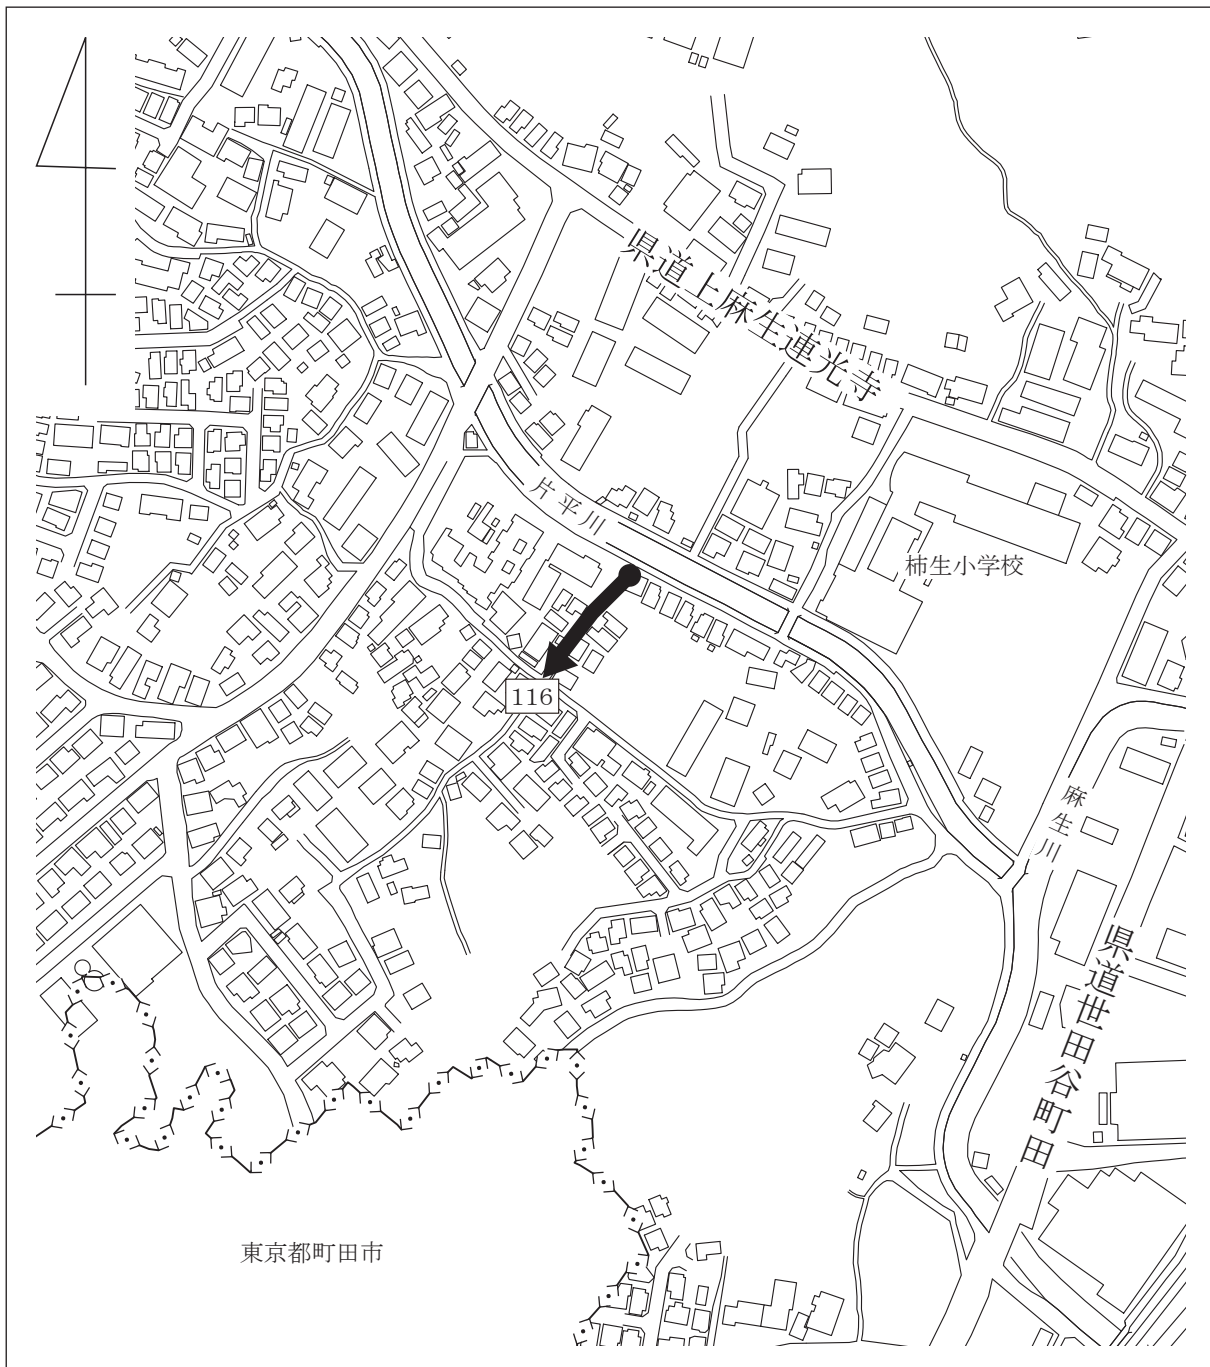 県道上麻生連光寺
片平川
柿生小学校
116
麻生川
県道世田谷町田
東京都町田市